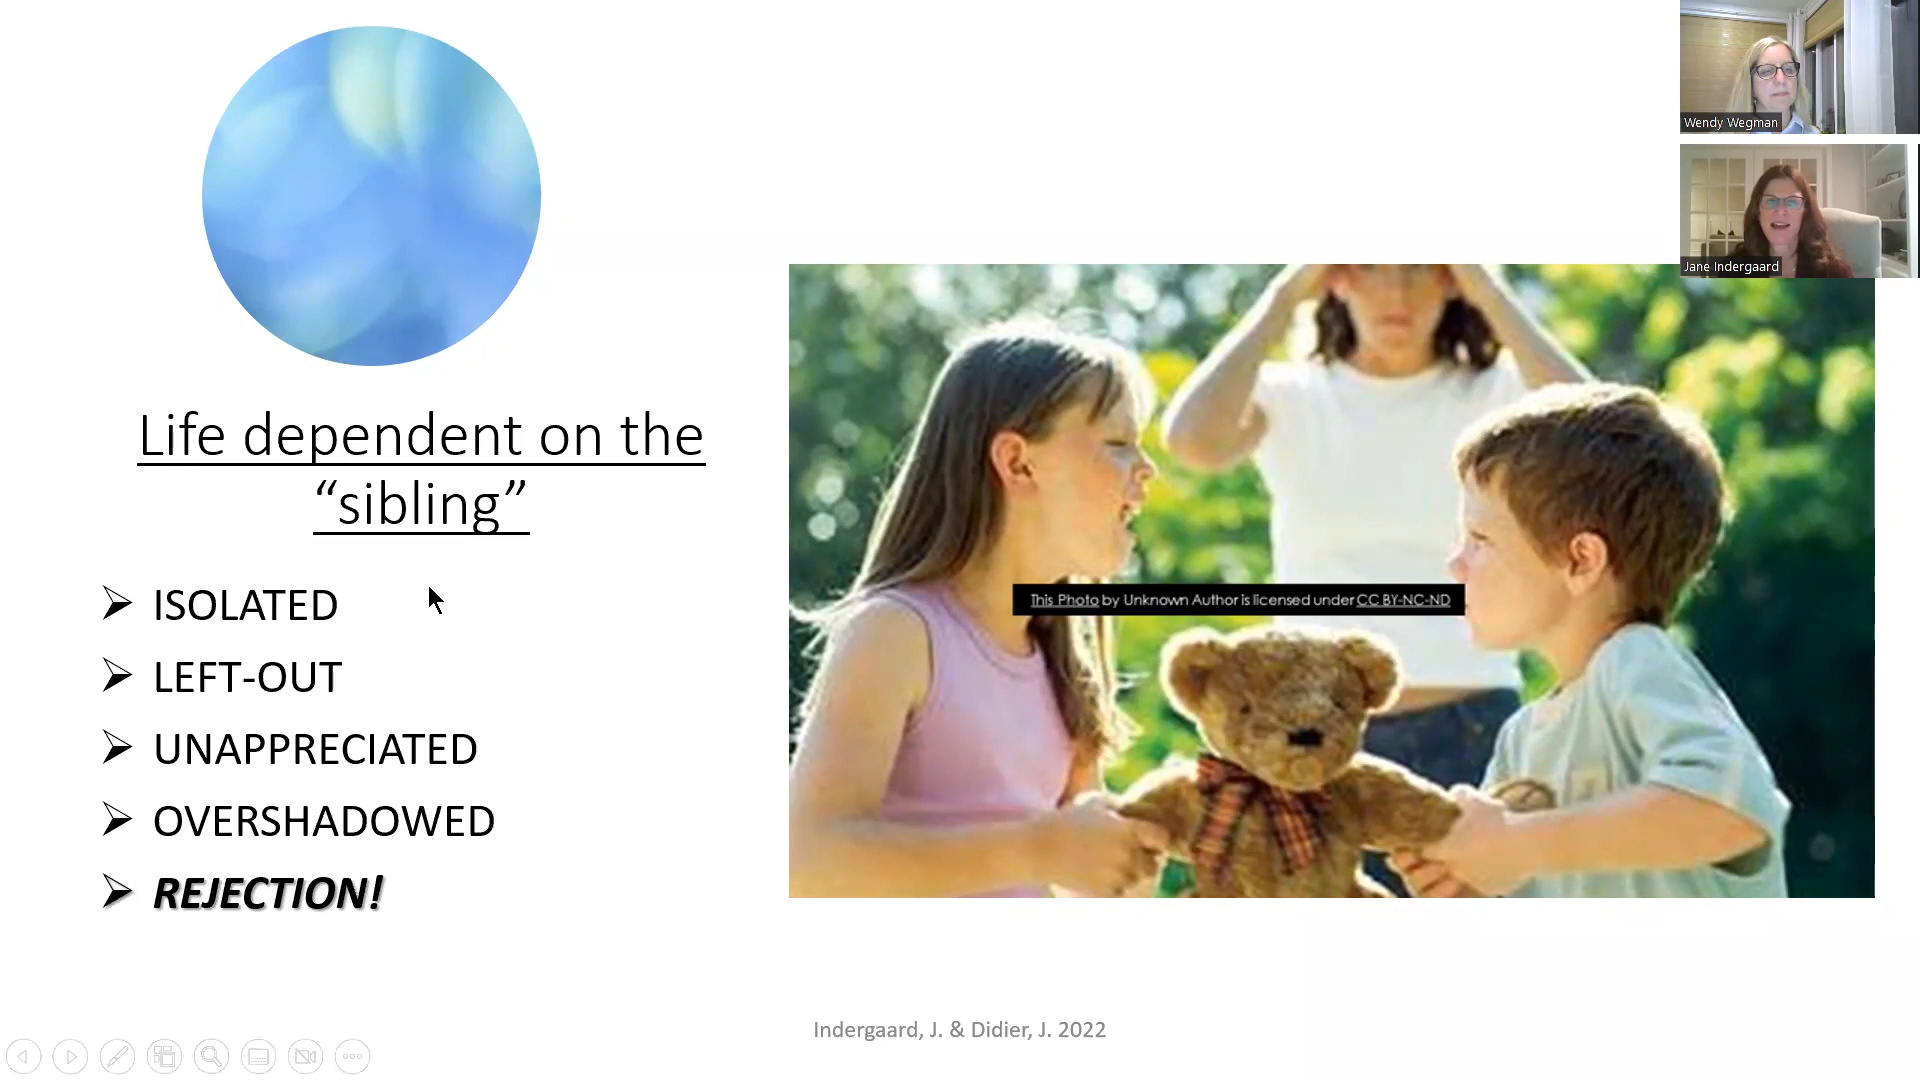 Life dependent on the
“sibling”
ISOLATED
LEFT-OUT
UNAPPRECIATED
OVERSHADOWED
REJECTION!
This Photo by Unknown Author is licensed under CC BY-NC-ND
Wendy Wegman
Jane Indergaard
Indergaard, J. & Didier, J. 2022